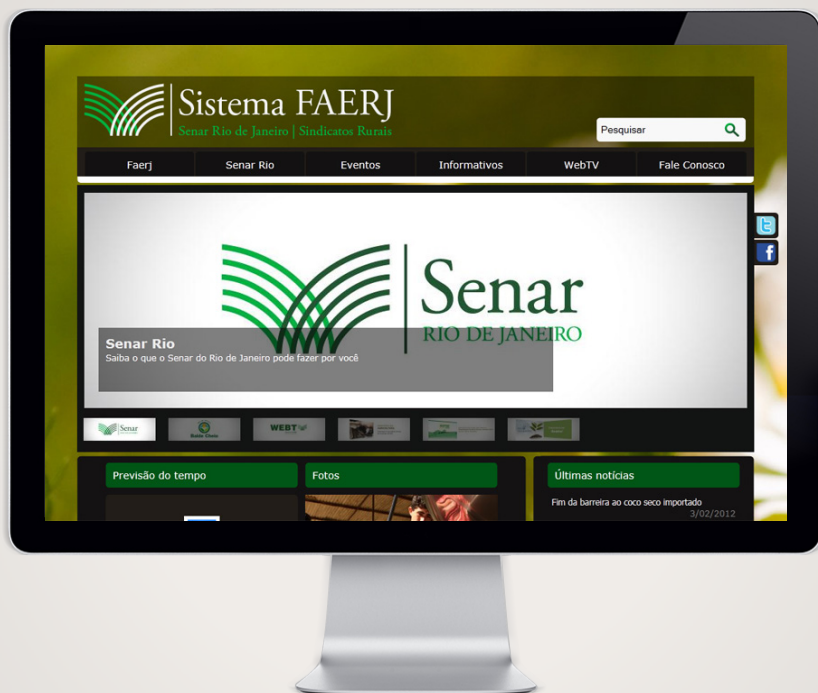 Sistema FAERJ
Senar Rio de Janeiro | Sindicatos Rurais
Pesquisar
Faerj Senar Rio Eventos Informativos WebTV Fale Conosco
Senar
RIO DE JANEIRO
Senar Rio
Saiba o que o Senar do Rio de Janeiro pode fazer por você
Senar
WEBT
Previsão do tempo Fotos Últimas notícias
Fim da barreira ao coco seco importado
3/02/2012